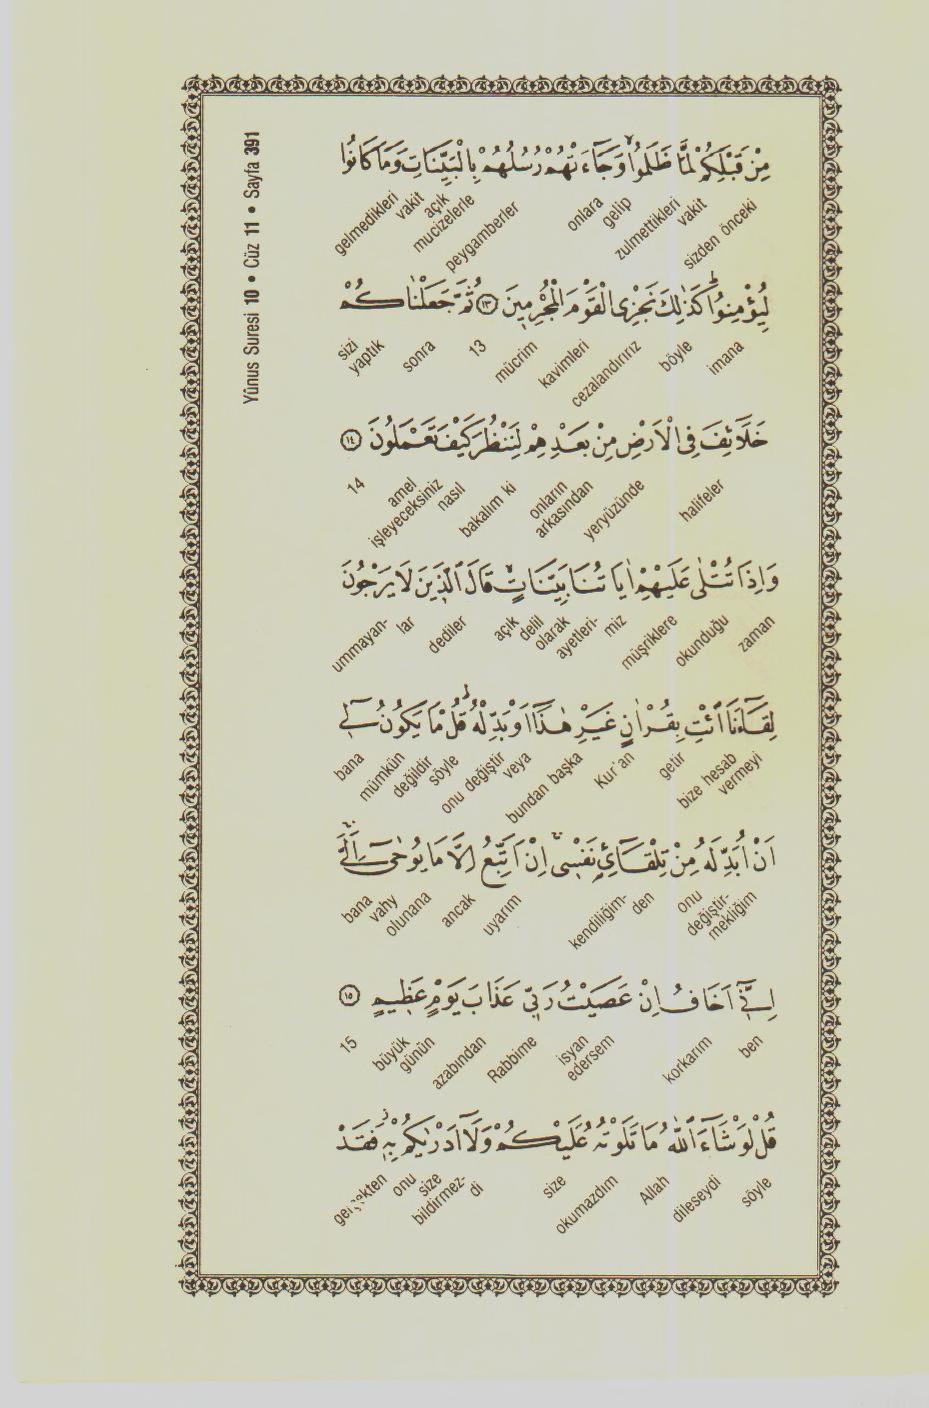 Yûnus Suresi 10 • Cüz 11 • Sayfa 391
مِنْ قَبْلِكُمْ لَمَّا ظَلَمُواۙ وَجَٓاءَتْهُمْ رُسُلُهُمْ بِالْبَيِّنَاتِ وَمَا كَانُوا
sizden önceki vakit zulmettikleri gelip onlara peygamberler açık mucizelerle vakit gelmedikleri
لِيُؤْمِنُواۜ كَذٰلِكَ نَجْزِى الْقَوْمَ الْمُجْرِمِينَ ﴿١٣﴾ ثُمَّ جَعَلْنَاكُمْ
imana böyle cezalandırırız kavimleri mücrim 13 sonra sizi yaptık
خَلَٓائِفَ فِى الْاَرْضِ مِنْ بَعْدِهِمْ لِنَنْظُرَ كَيْفَ تَعْمَلُونَ ﴿١٤﴾
halifeler yeryüzünde onların arkasından bakalım ki nasıl amel işleyeceksiniz 14
وَاِذَا تُتْلٰى عَلَيْهِمْ اٰيَاتُنَا بَيِّنَاتٍۙ قَالَ الَّذِينَ لَا يَرْجُونَ
zaman okunduğu müşriklere ayetleri- miz açık delil olarak dediler ummayan- lar
لِقَٓاءَنَا ائْتِ بِقُرْاٰنٍ غَيْرِ هٰذَٓا اَوْ بَدِّلْهُۜ قُلْ مَا يَكُونُ لِٓى
bize hesab vermeyi getir Kur'an bundan başka veya onu değiştir söyle değildir mümkün bana
اَنْ اُبَدِّلَهُ مِنْ تِلْقَٓائِ۬ نَفْسِىۚ اِنْ اَتَّبِعُ اِلَّا مَا يُوحٰٓى اِلَىَّۚ
onu değiştir- mekliğim kendiliğim- den uyarım ancak bana vahy olunana
اِنِّٓى اَخَافُ اِنْ عَصَيْتُ رَبِّى عَذَابَ يَوْمٍ عَظِيمٍ ﴿١٥﴾
ben korkarım isyan edersem Rabbime azabından büyük günün 15
قُلْ لَوْ شَٓاءَ اللّٰهُ مَا تَلَوْتُهُ عَلَيْكُمْ وَلَٓا اَدْرٰيكُمْ بِهِۘ فَقَدْ
söyle dileseydi Allah okumazdım size bildirmez- di size onu